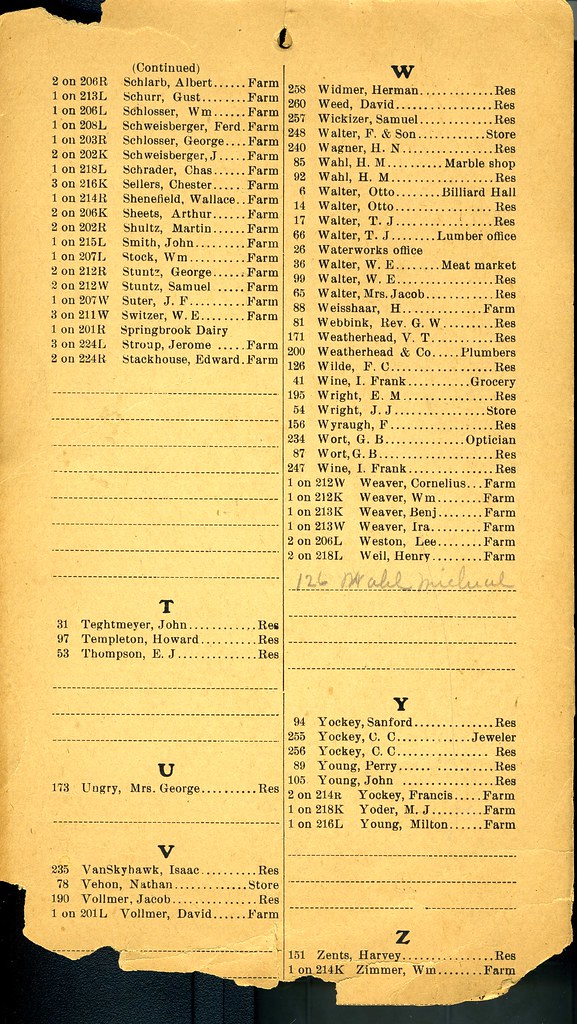 (Continued)
2 on 206R Schlarb, Albert......Farm
1 on 213L Schurr, Gust........Farm
1 on 206L Schlosser, Wm.....Farm
1 on 208L Schweisberger, Ferd.Farm
1 on 203R Schlosser, George....Farm
2 on 202K Schweisberger, J.....Farm
1 on 218L Schrader, Chas......Farm
3 on 216K Sellers, Chester.....Farm
1 on 214R Shenefield, Wallace..Farm
2 on 206K Sheets, Arthur......Farm
2 on 202R Shultz, Martin......Farm
1 on 215L Smith, John........Farm
1 on 207L Stock, Wm.........Farm
2 on 212R Stuntz, George.....Farm
2 on 212W Stuntz, Samuel .....Farm
1 on 207W Suter, J. F.........Farm
3 on 211W Switzer, W. E.......Farm
1 on 201R Springbrook Dairy
3 on 224L Stroup, Jerome .....Farm
2 on 224R Stackhouse, Edward.Farm
T
31 Teghtmeyer, John............Res
97 Templeton, Howard..........Res
53 Thompson, E. J..............Res
U
173 Ungry, Mrs. George..........Res
V
235 VanSkyhawk, Isaac..........Res
78 Vehon, Nathan.............Store
190 Vollmer, Jacob..............Res
1 on 201L Vollmer, David......Farm
W
258 Widmer, Herman.............Res
260 Weed, David.................Res
257 Wickizer, Samuel.............Res
248 Walter, F. & Son............Store
240 Wagner, H. N................Res
85 Wahl, H. M..........Marble shop
92 Wahl, H. M..................Res
6 Walter, Otto........Billiard Hall
14 Walter, Otto.................Res
17 Walter, T. J.................Res
66 Walter, T. J........Lumber office
26 Waterworks office
36 Walter, W. E........Meat market
99 Walter, W. E.................Res
65 Walter, Mrs. Jacob............Res
88 Weisshaar, H...............Farm
81 Webbink, Rev. G. W..........Res
171 Weatherhead, V. T...........Res
200 Weatherhead & Co.....Plumbers
126 Wilde, F. C..................Res
41 Wine, I. Frank...........Grocery
195 Wright, E. M................Res
54 Wright, J. J................Store
156 Wyraugh, F..................Res
234 Wort, G. B.............Optician
87 Wort, G. B...................Res
247 Wine, I. Frank...............Res
1 on 212W Weaver, Cornelius...Farm
1 on 212K Weaver, Wm........Farm
1 on 213K Weaver, Benj........Farm
1 on 213W Weaver, Ira.........Farm
2 on 206L Weston, Lee.........Farm
2 on 218L Weil, Henry.........Farm
126 Wahl Michael
Y
94 Yockey, Sanford..............Res
255 Yockey, C. C............Jeweler
256 Yockey, C. C................ Res
89 Young, Perry...... ..........Res
105 Young, John ................Res
2 on 214R Yockey, Francis.....Farm
1 on 218K Yoder, M. J.........Farm
1 on 216L Young, Milton......Farm
Z
151 Zents, Harvey................Res
1 on 214K Zimmer, Wm........Farm